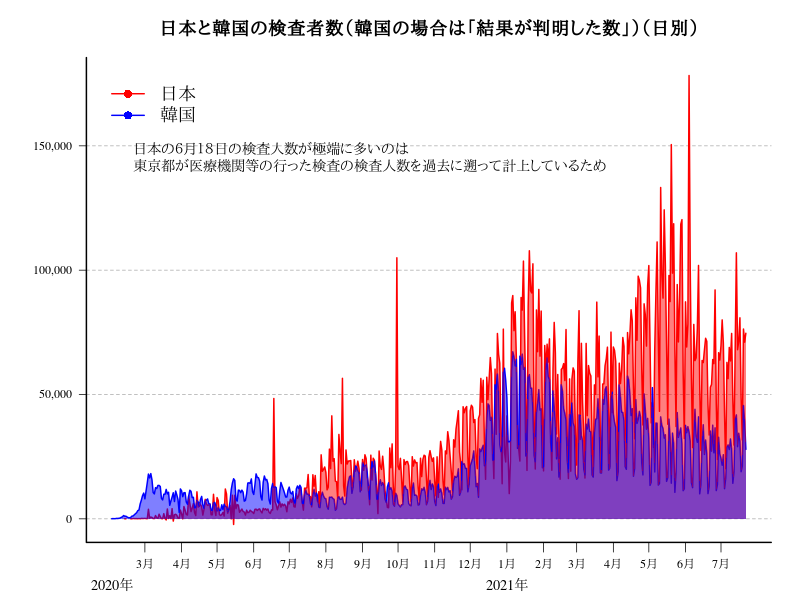 日本と韓国の検査者数(韓国の場合は「結果が判明した数」)(日別)
日本
韓国
日本の6月18日の検査人数が極端に多いのは
東京都が医療機関等の行った検査の検査人数を過去に遡って計上しているため
150,000
100,000
50,000
0
3月 4月 5月 6月 7月 8月 9月 10月 11月 12月 1月 2月 3月 4月 5月 6月 7月
2020年 2021年